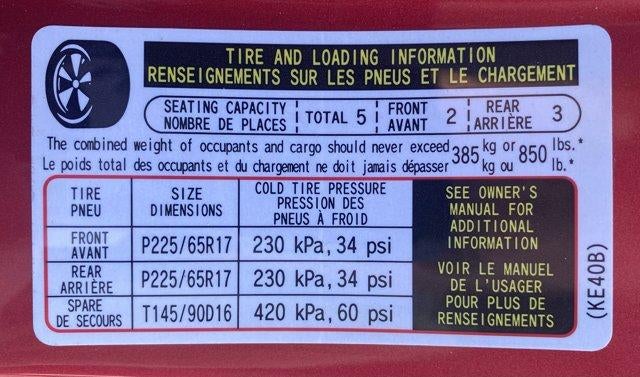 TIRE AND LOADING INFORMATION
RENSEIGNEMENTS SUR LES PNEUS ET LE CHARGEMENT
SEATING CAPACITY
NOMBRE DE PLACES
TOTAL 5
FRONT
AVANT
2
REAR
ARRIÈRE
3
The combined weight of occupants and cargo should never exceed 385 kg or 850 lbs.*
Le poids total des occupants et du chargement ne doit jamais dépasser kg ou lb.*
TIRE
PNEU
SIZE
DIMENSIONS
COLD TIRE PRESSURE
PRESSION DES
PNEUS À FROID
FRONT
AVANT
P225/65R17
230 kPa, 34 psi
REAR
ARRIÈRE
P225/65R17
230 kPa, 34 psi
SPARE
DE SECOURS
T145/90D16
420 kPa, 60 psi
SEE OWNER'S
MANUAL FOR
ADDITIONAL
INFORMATION
VOIR LE MANUEL
DE L'USAGER
POUR PLUS DE
RENSEIGNEMENTS
(KE40B)